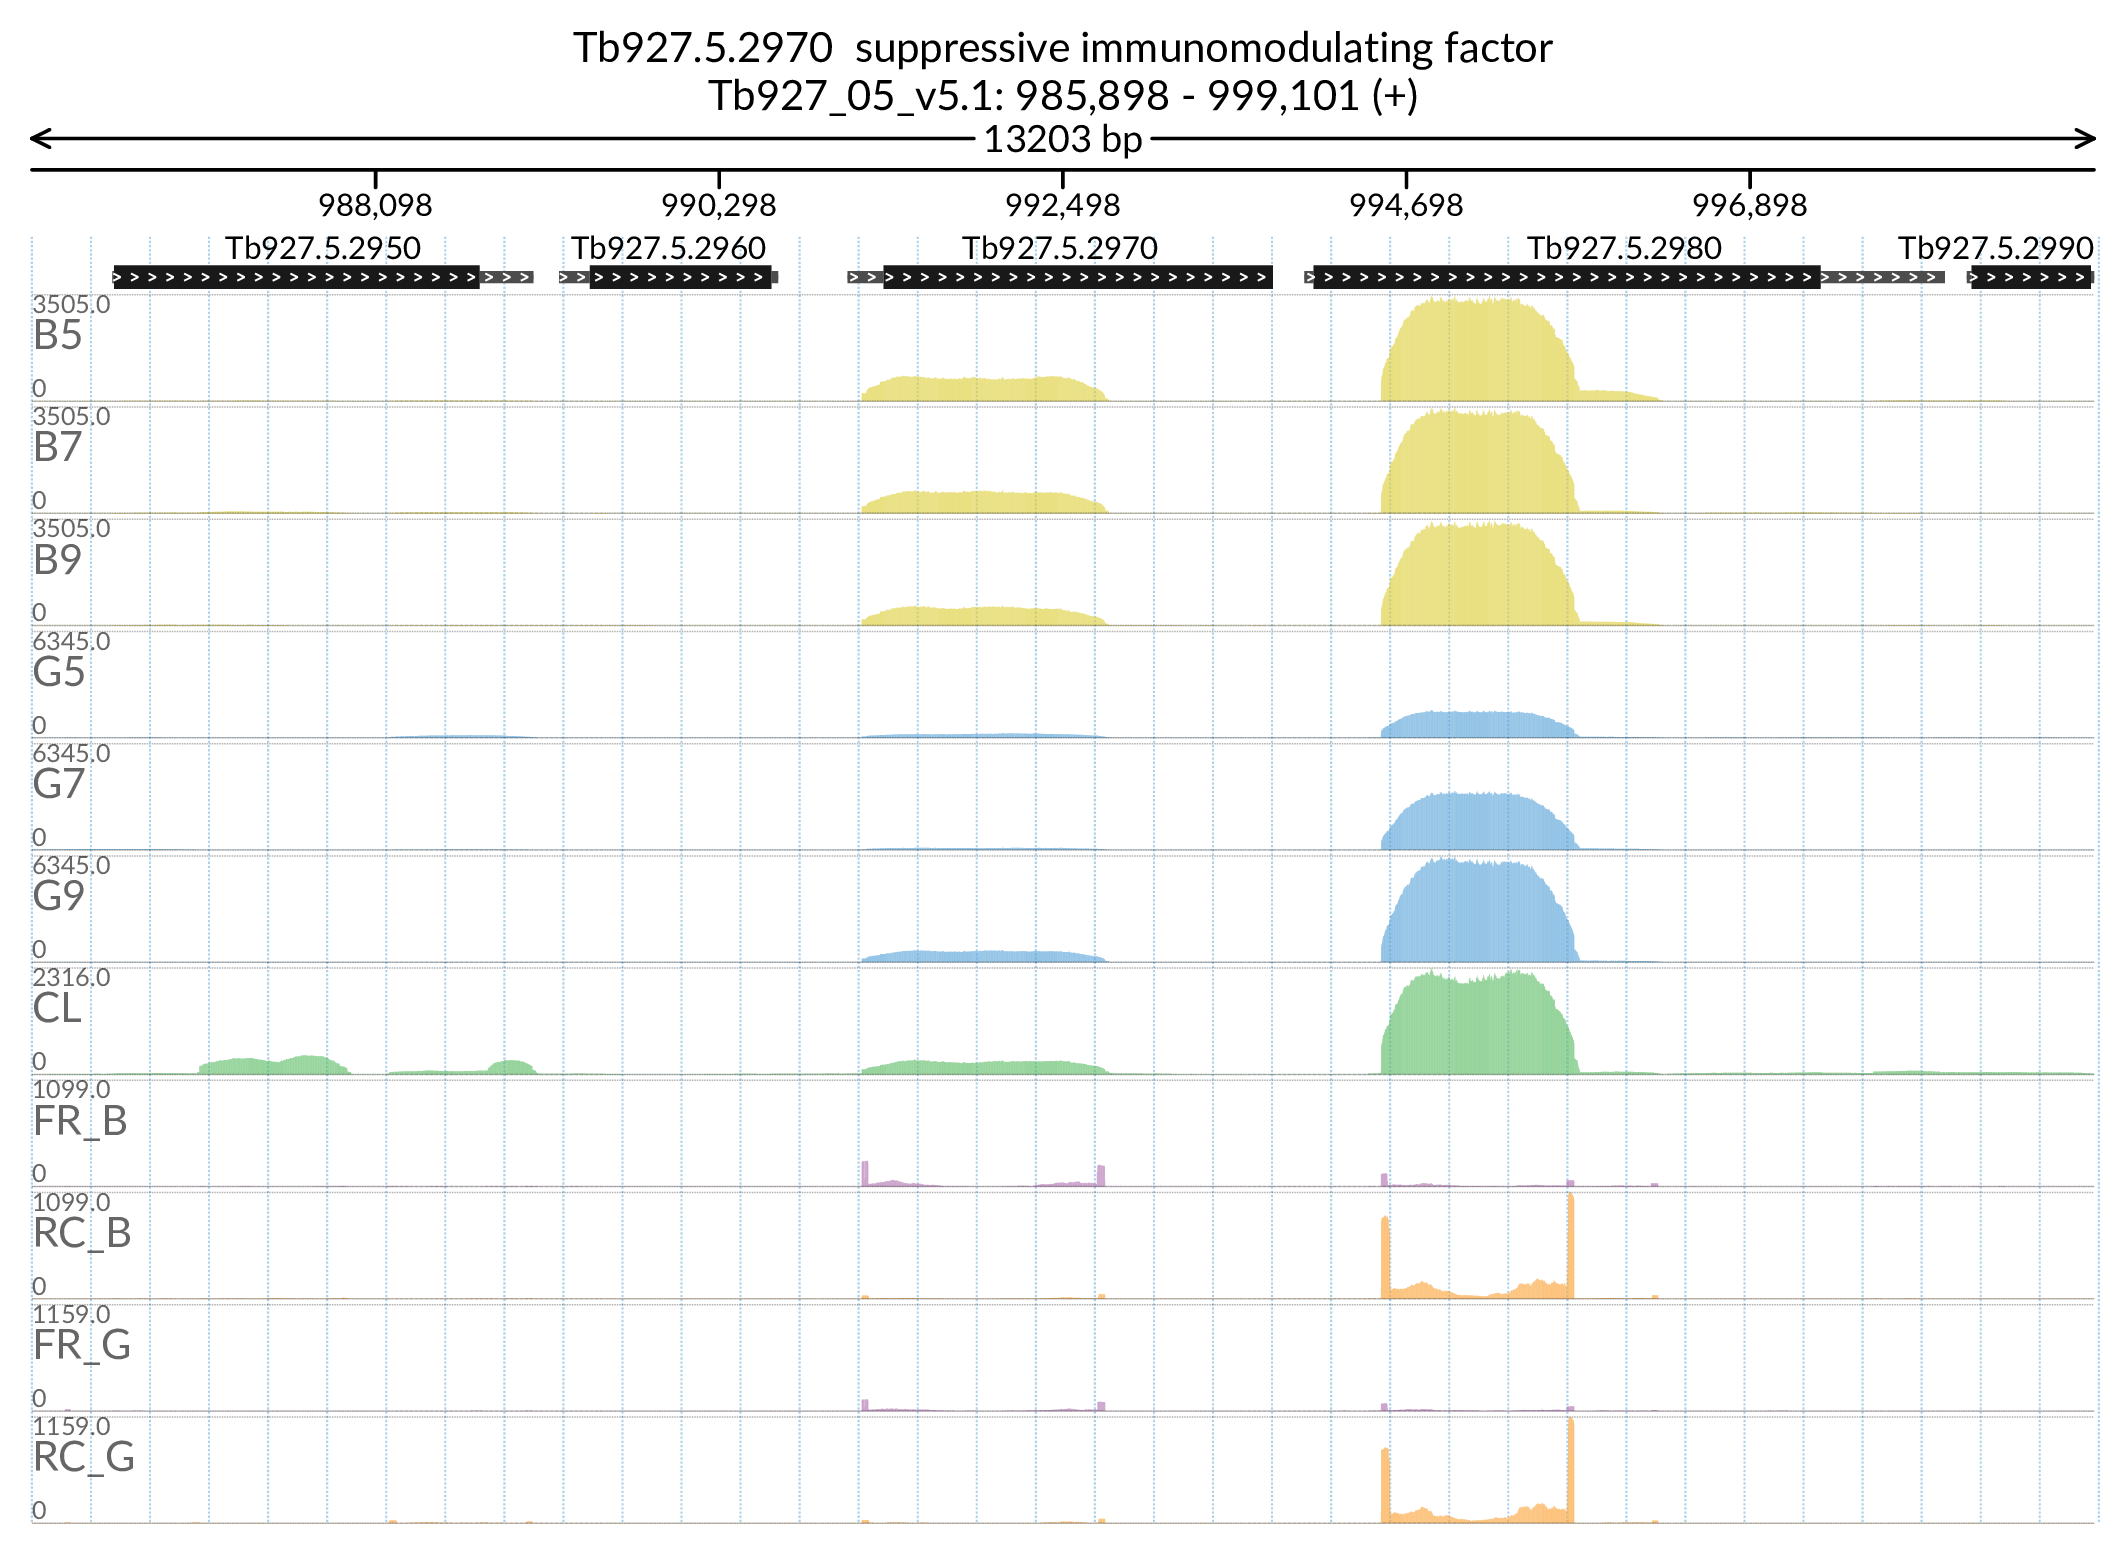 Tb927.5.2970 suppressive immunomodulating factor
Tb927_05_v5.1: 985,898 - 999,101 (+)
13203 bp
988,098 990,298 992,498 994,698 996,898
Tb927.5.2950 Tb927.5.2960 Tb927.5.2970 Tb927.5.2980 Tb927.5.2990
3505.0
B5
0
3505.0
B7
0
3505.0
B9
0
6345.0
G5
0
6345.0
G7
0
6345.0
G9
0
2316.0
CL
0
1099.0
FR_B
0
1099.0
RC_B
0
1159.0
FR_G
0
1159.0
RC_G
0